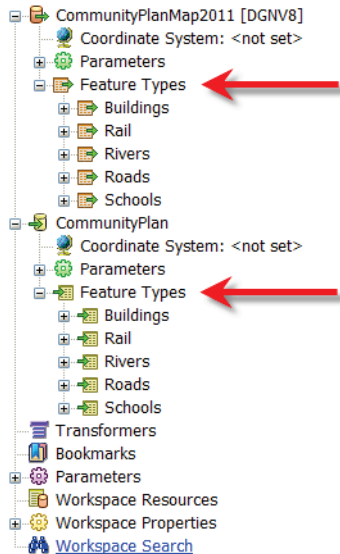 CommunityPlanMap2011 [DGNV8]
Coordinate System: <not set>
Parameters
Feature Types
Buildings
Rail
Rivers
Roads
Schools
CommunityPlan
Coordinate System: <not set>
Parameters
Feature Types
Buildings
Rail
Rivers
Roads
Schools
Transformers
Bookmarks
Parameters
Workspace Resources
Workspace Properties
Workspace Search